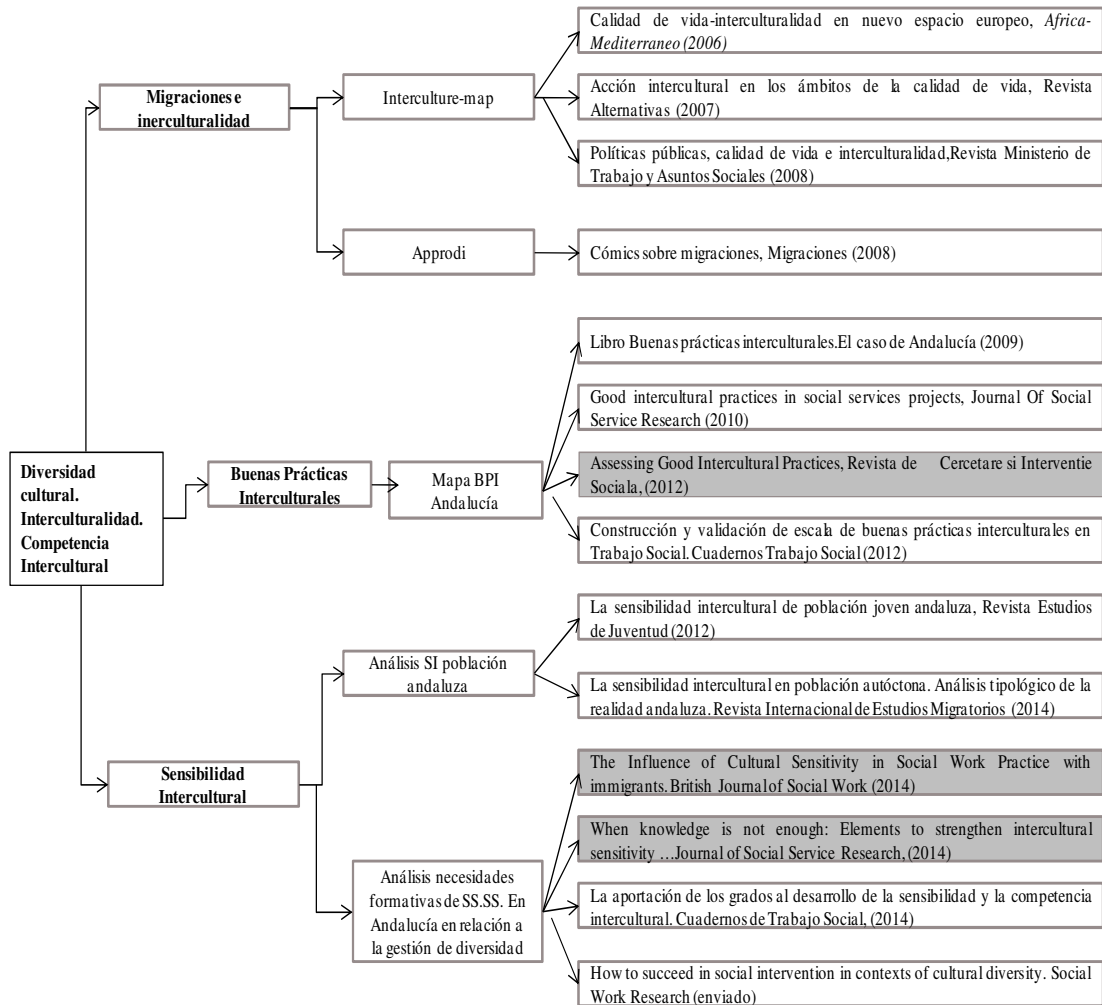 Calidad de vida-interculturalidad en nuevo espacio europeo, Africa-
Mediterraneo (2006)
Migraciones e
inerculturalidad
Interculture-map
Acción intercultural en los ámbitos de la calidad de vida, Revista
Alternativas (2007)
Políticas públicas, calidad de vida e interculturalidad,Revista Ministerio de
Trabajo y Asuntos Sociales (2008)
Approdi
Cómics sobre migraciones, Migraciones (2008)
Libro Buenas prácticas interculturales.El caso de Andalucía (2009)
Good intercultural practices in social services projects, Journal Of Social
Service Research (2010)
Diversidad
cultural.
Interculturalidad.
Competencia
Intercultural
Buenas Prácticas
Interculturales
Mapa BPI
Andalucía
Assessing Good Intercultural Practices, Revista de Cercetare si Interventie
Sociala, (2012)
Construcción y validación de escala de buenas prácticas interculturales en
Trabajo Social. Cuadernos Trabajo Social (2012)
La sensibilidad intercultural de población joven andaluza, Revista Estudios
de Juventud (2012)
Análisis SI población
andaluza
La sensibilidad intercultural en población autóctona. Análisis tipológico de la
realidad andaluza. Revista Internacional de Estudios Migratorios (2014)
Sensibilidad
Intercultural
The Influence of Cultural Sensitivity in Social Work Practice with
immigrants. British Journal of Social Work (2014)
When knowledge is not enough: Elements to strengthen intercultural
sensitivity ...Journal of Social Service Research, (2014)
Análisis necesidades
formativas de SS.SS. En
Andalucía en relación a
la gestión de diversidad
La aportación de los grados al desarrollo de la sensibilidad y la competencia
intercultural. Cuadernos de Trabajo Social, (2014)
How to succeed in social intervention in contexts of cultural diversity. Social
Work Research (enviado)